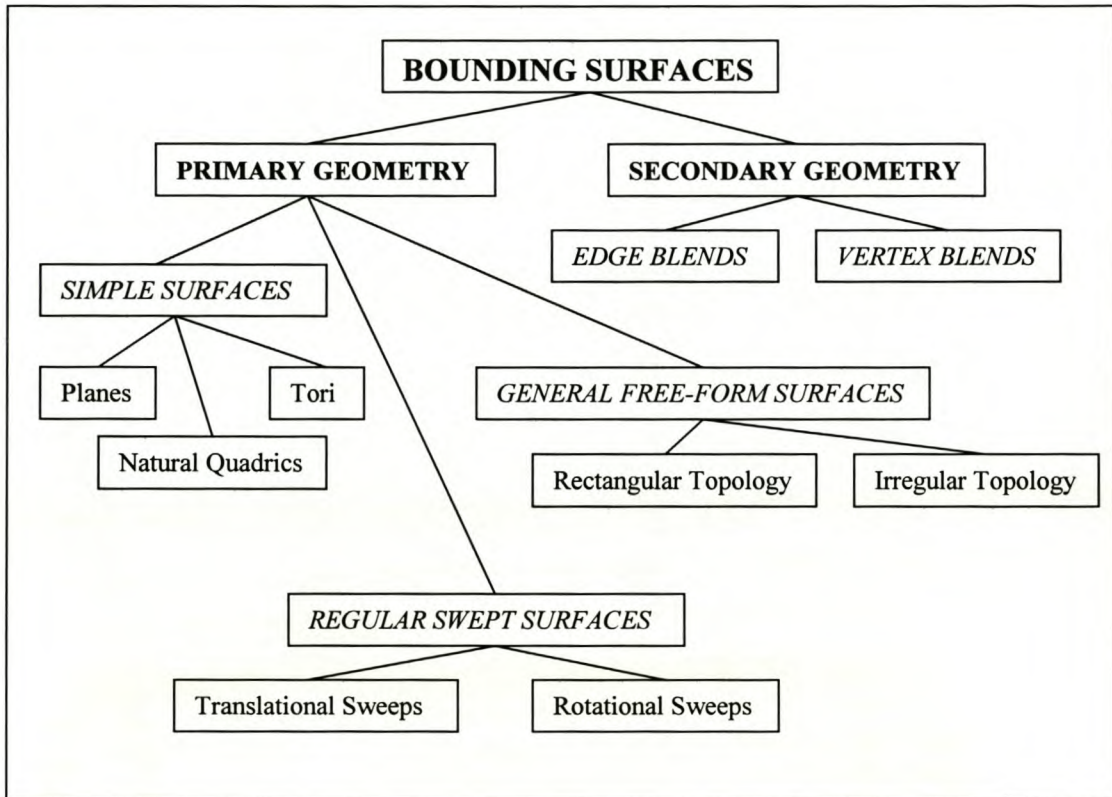 BOUNDING SURFACES
PRIMARY GEOMETRY
SECONDARY GEOMETRY
EDGE BLENDS
VERTEX BLENDS
SIMPLE SURFACES
Planes
Tori
GENERAL FREE-FORM SURFACES
Natural Quadrics
Rectangular Topology
Irregular Topology
REGULAR SWEPT SURFACES
Translational Sweeps
Rotational Sweeps